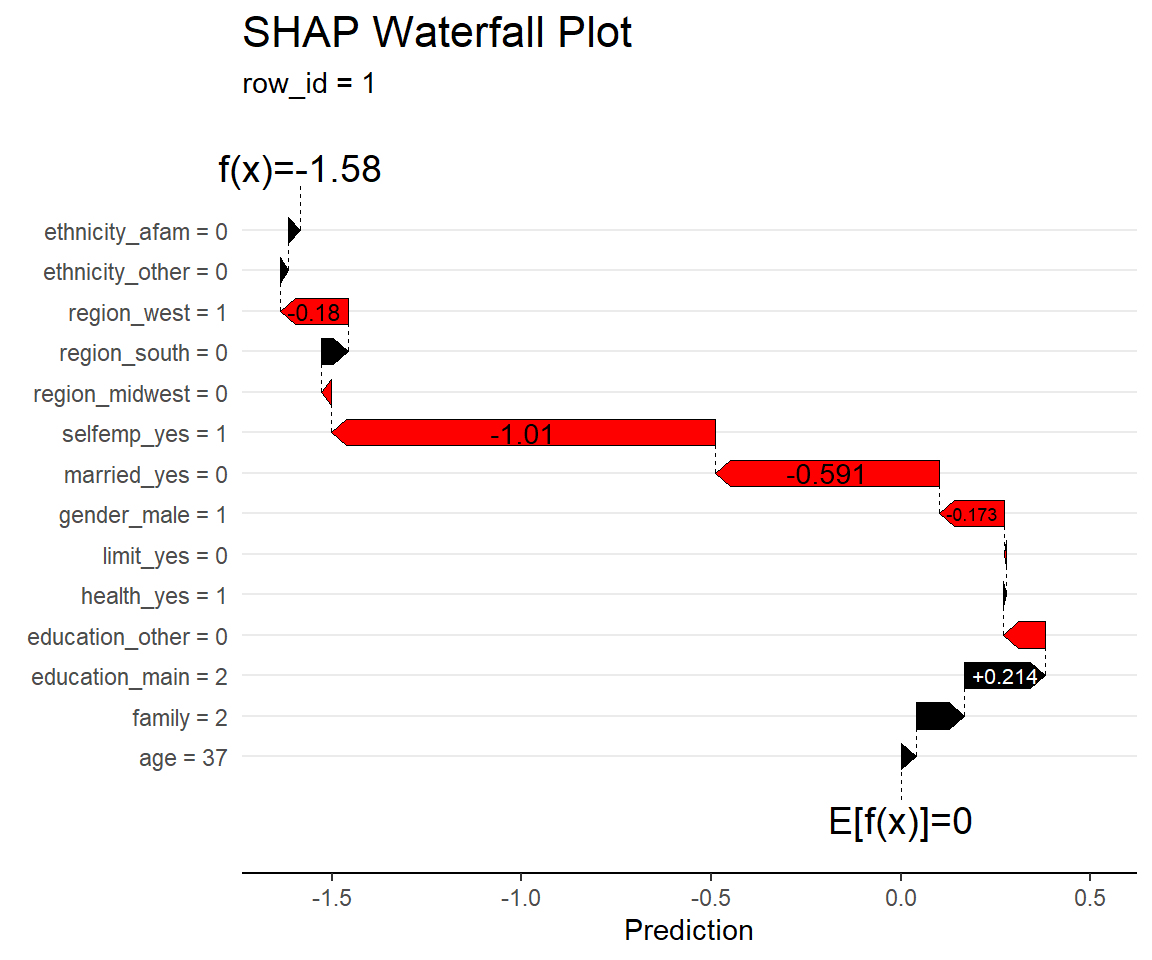 SHAP Waterfall Plot
row_id = 1
f(x)=-1.58
ethnicity_afam = 0
ethnicity_other = 0
region_west = 1
-0.18
region_south = 0
region_midwest = 0
selfemp_yes = 1
-1.01
married_yes = 0
-0.591
gender_male = 1
-0.173
limit_yes = 0
health_yes = 1
education_other = 0
education_main = 2
+0.214
family = 2
age = 37
E[f(x)]=0
-1.5
-1.0
-0.5
0.0
0.5
Prediction